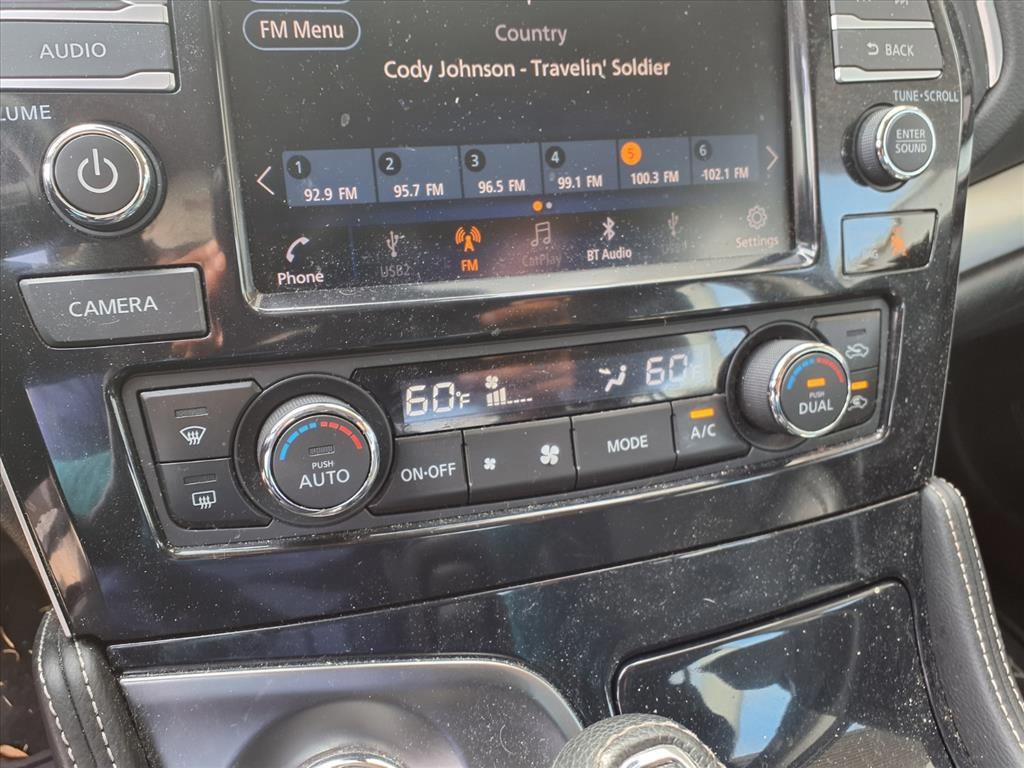 FM Menu
Country
Cody Johnson - Travelin' Soldier
AUDIO
BACK
TUNE·SCROLL
ENTER
SOUND
1 2 3 4 5 6
92.9 FM 95.7 FM 96.5 FM 99.1 FM 100.3 FM 102.1 FM
Phone USB2 FM CarPlay BT Audio Settings
CAMERA
60°F 60°F
PUSH
AUTO
ON·OFF
MODE
A/C
PUSH
DUAL